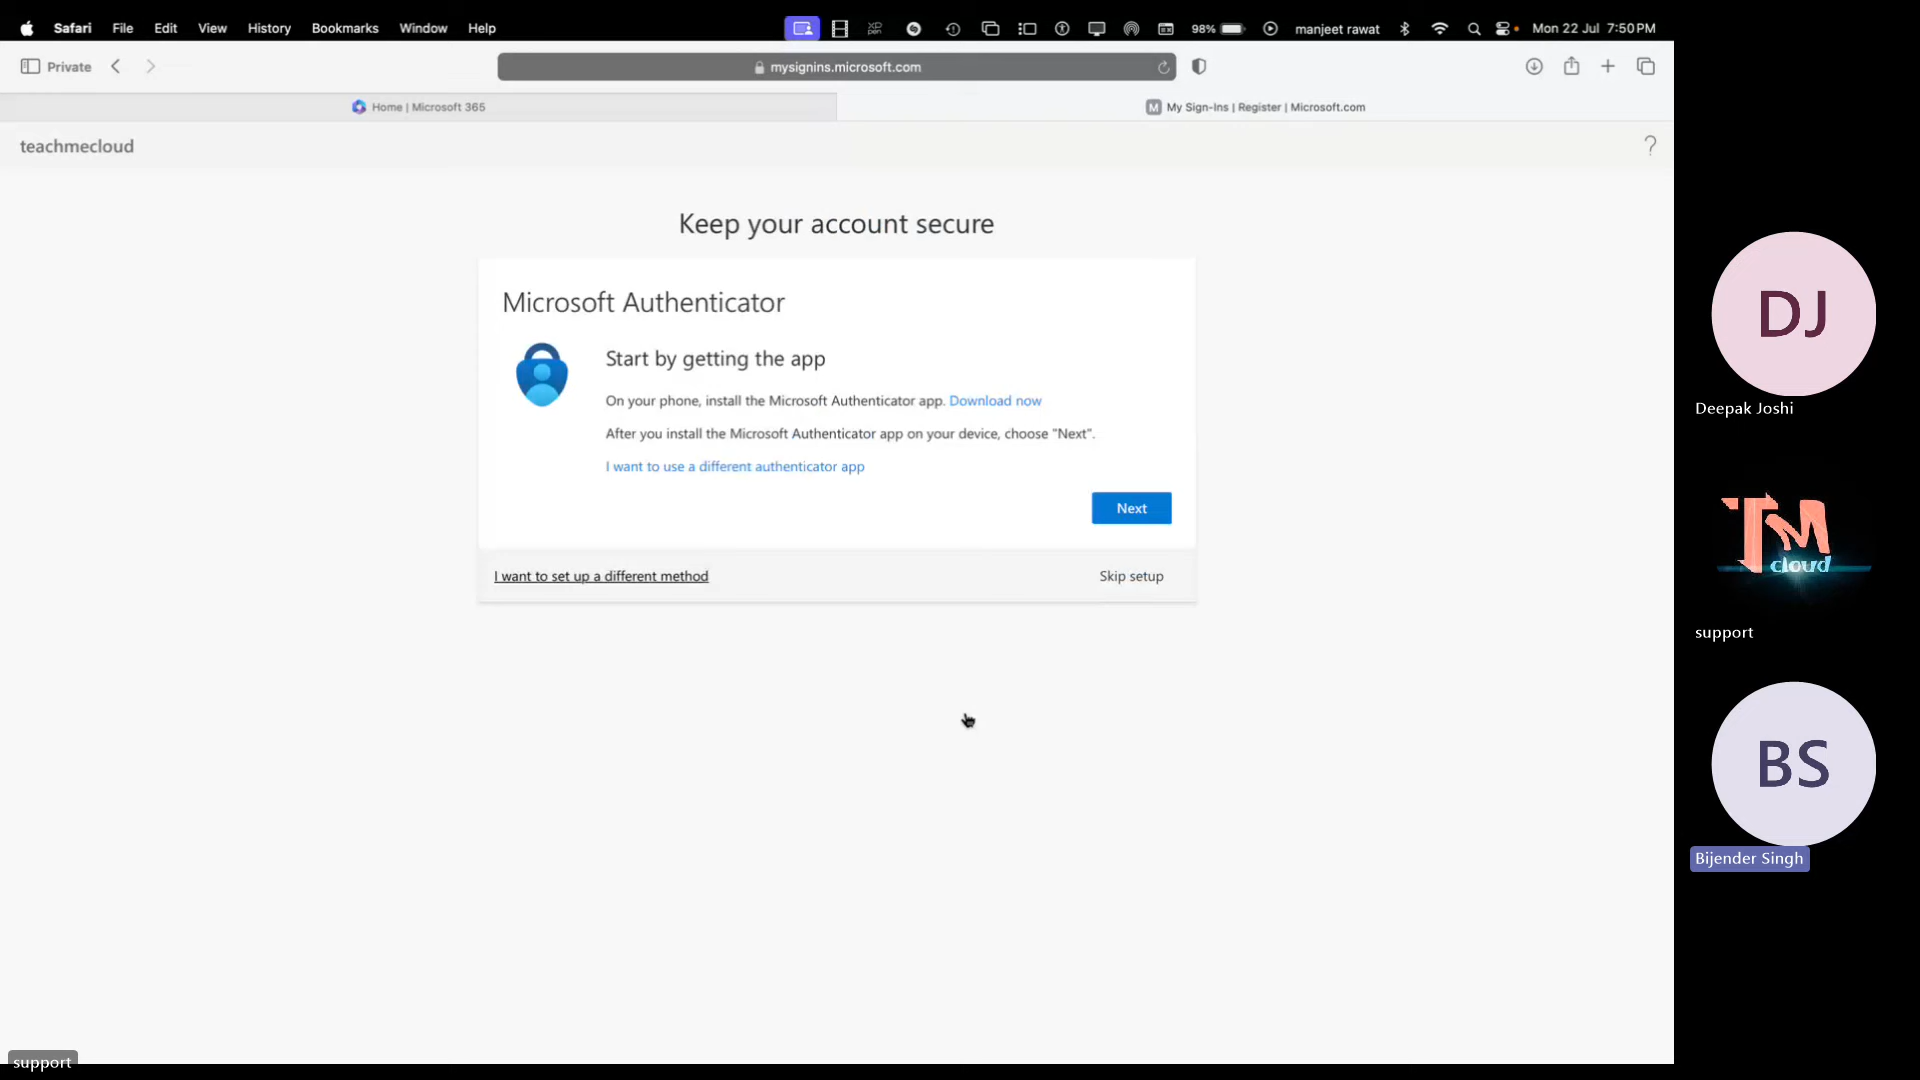 Safari File Edit View History Bookmarks Window Help
XP
pen
98% manjeet rawat Mon 22 Jul 7:50 PM
Private
mysignins.microsoft.com
Home | Microsoft 365
M My Sign-Ins | Register | Microsoft.com
teachmecloud
?
Keep your account secure
Microsoft Authenticator
Start by getting the app
On your phone, install the Microsoft Authenticator app. Download now
After you install the Microsoft Authenticator app on your device, choose "Next".
I want to use a different authenticator app
Next
I want to set up a different method
Skip setup
DJ
Deepak Joshi
TM
cloud
support
BS
Bijender Singh
support